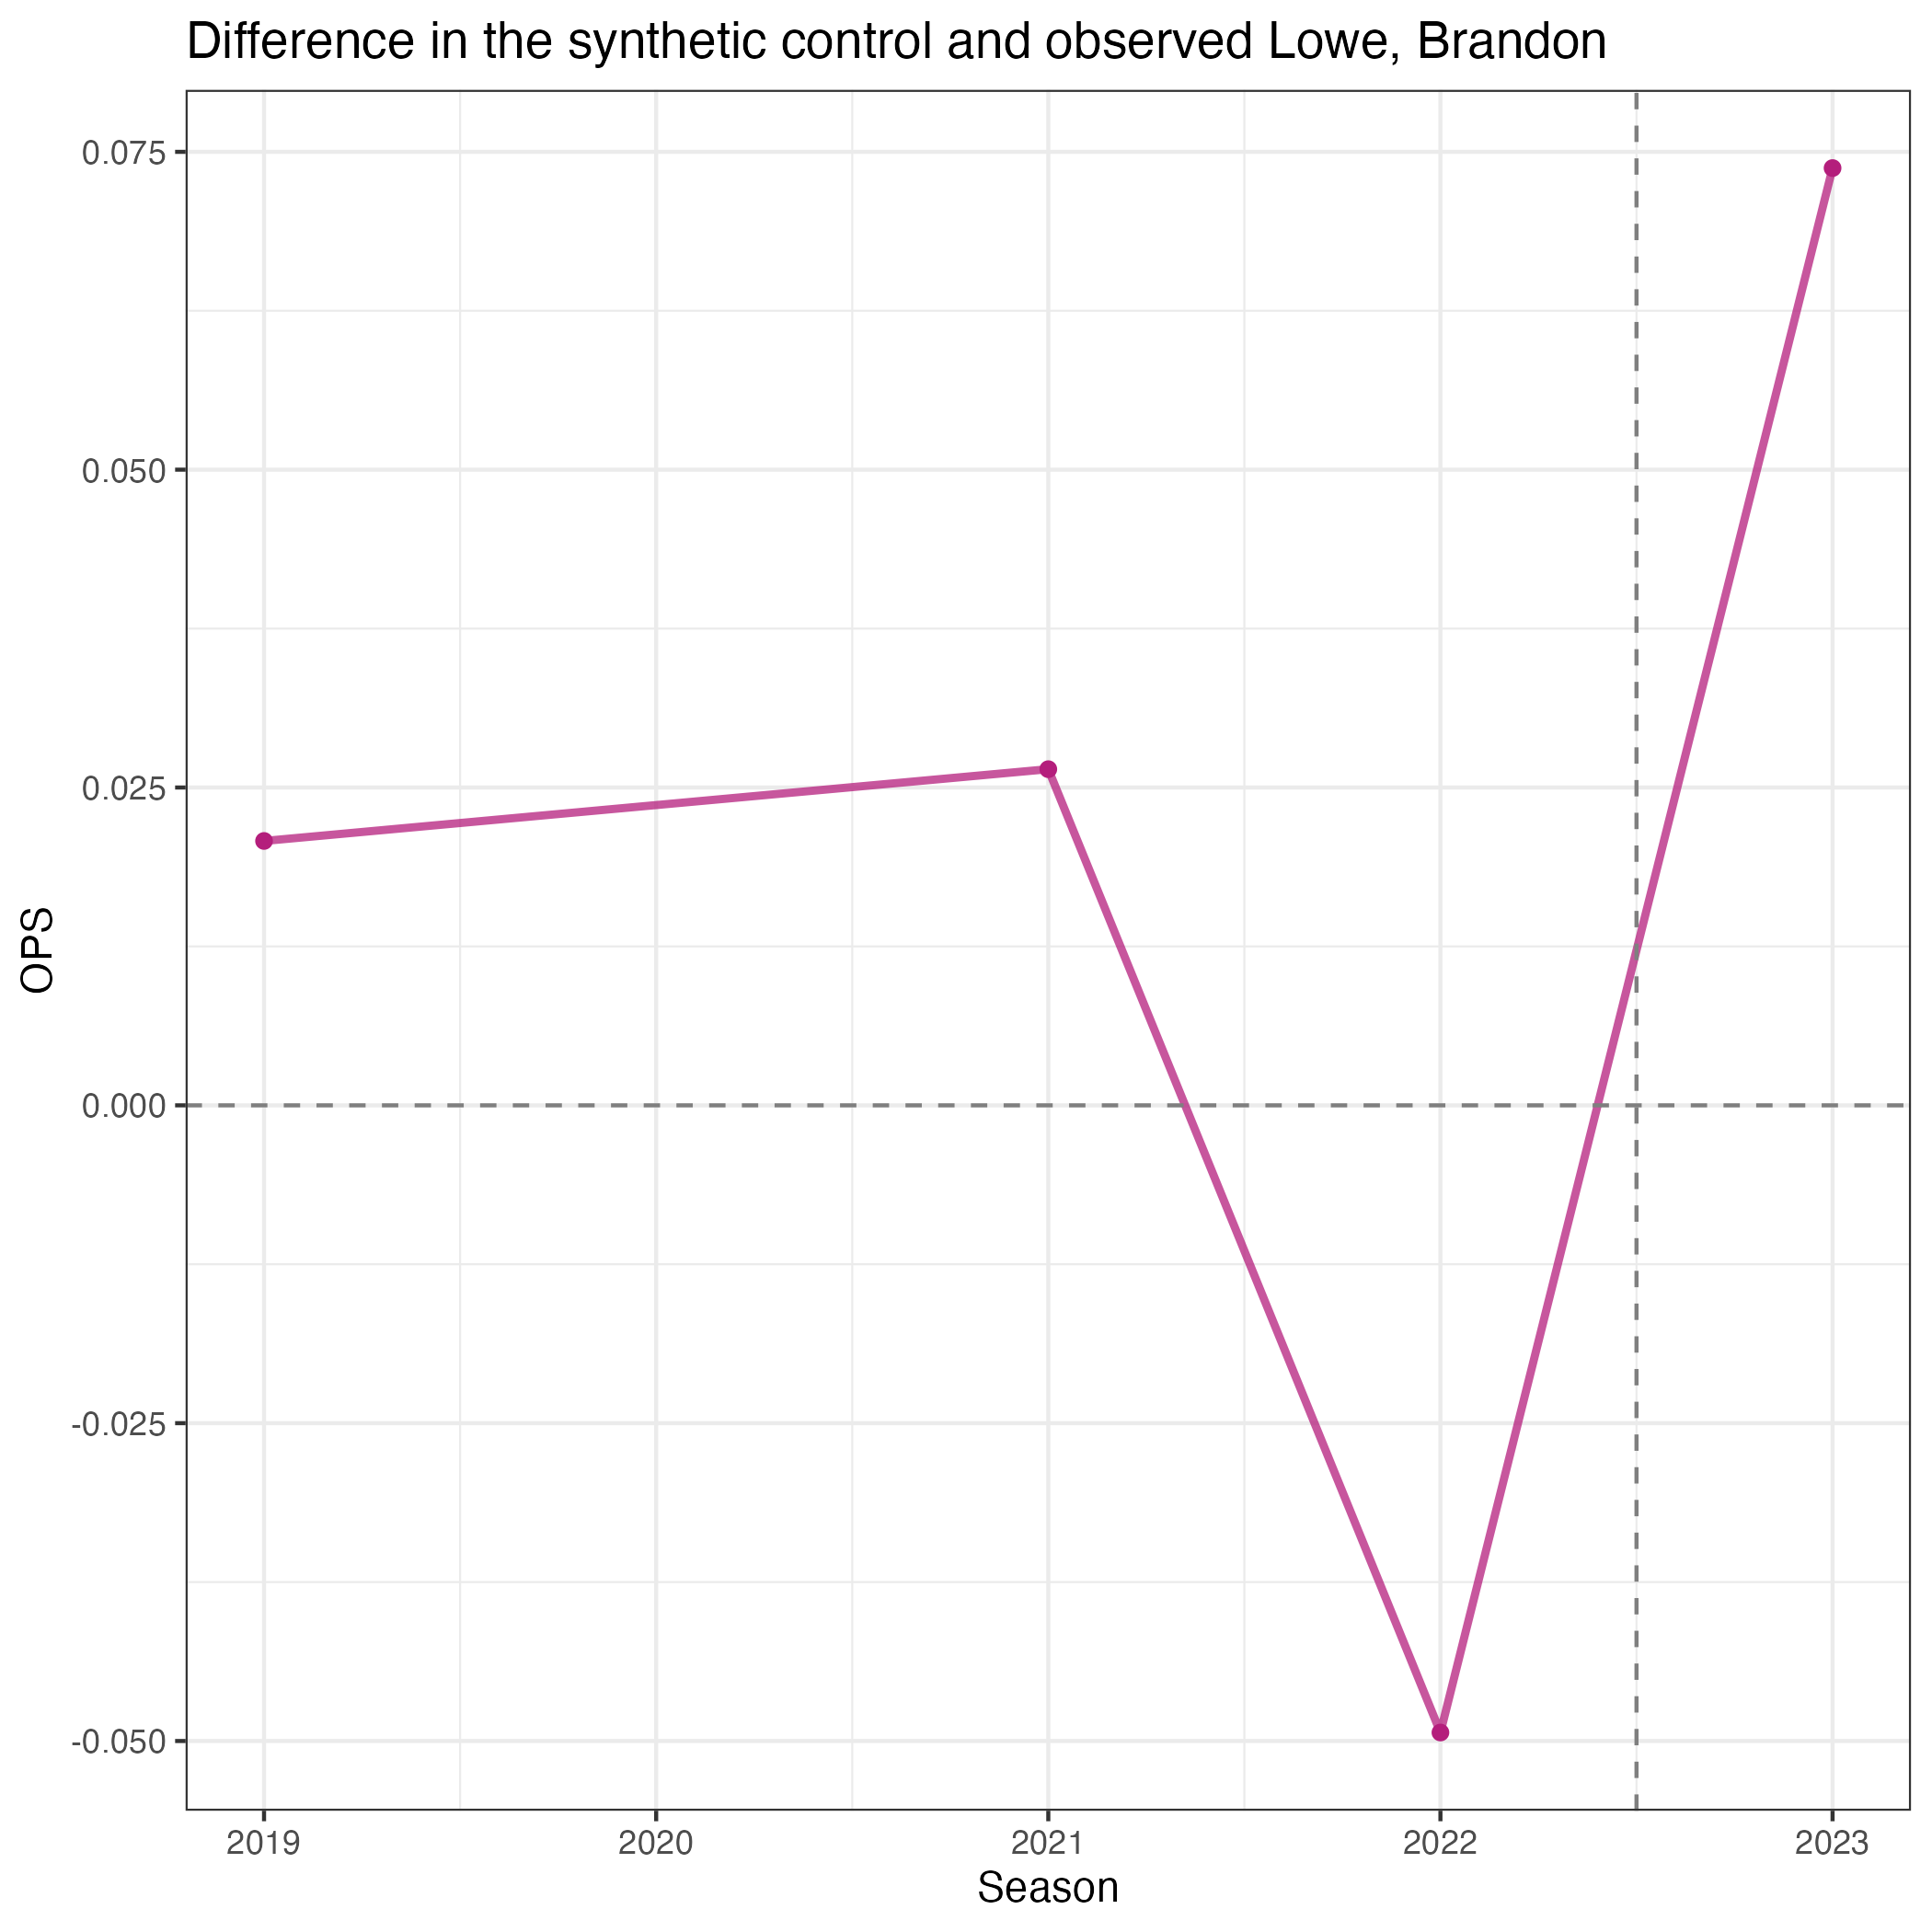 Difference in the synthetic control and observed Lowe, Brandon
0.075
0.050
0.025
0.000
-0.025
-0.050
OPS
2019 2020 2021 2022 2023
Season